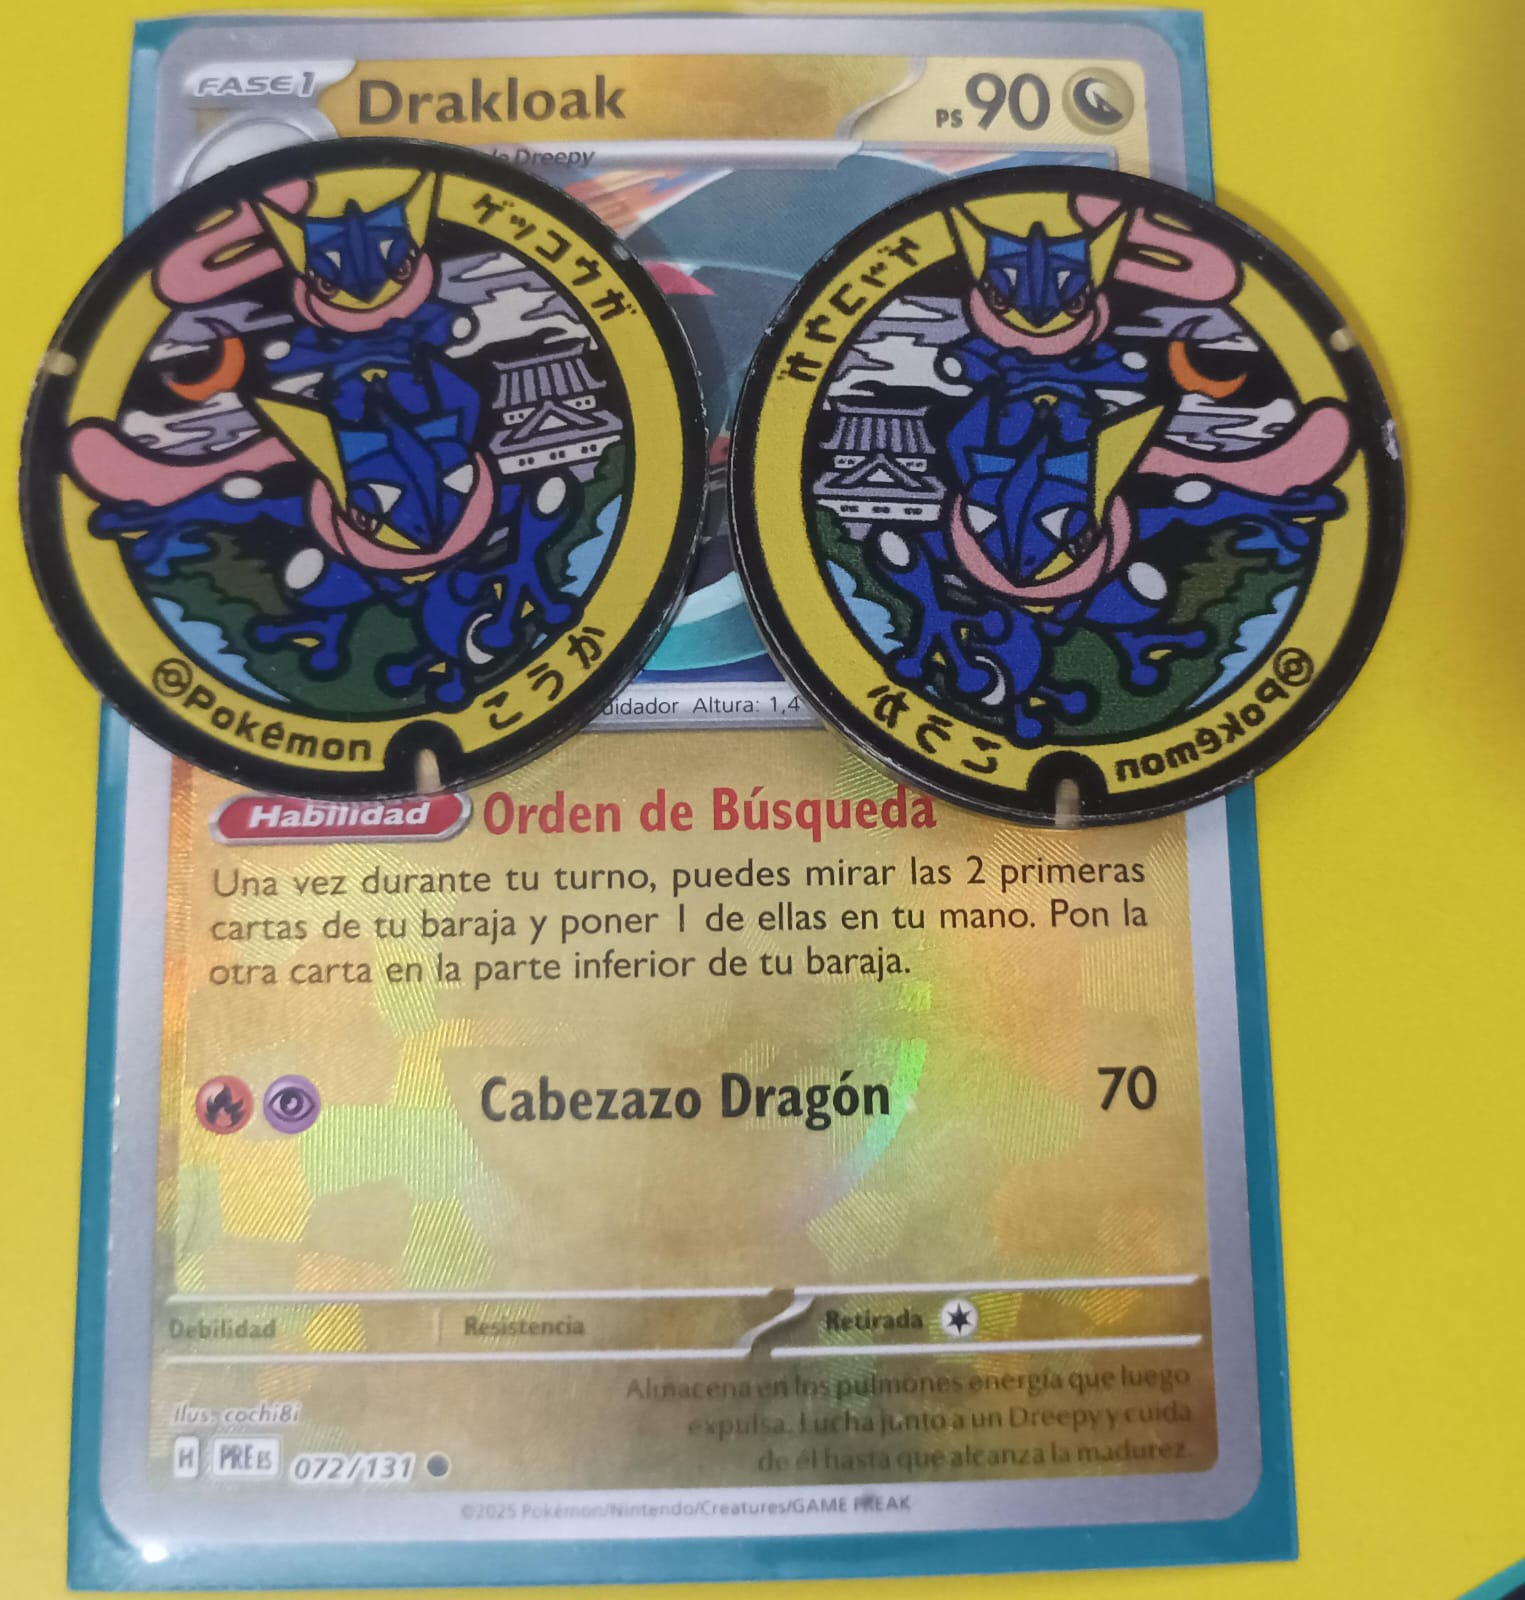 FASE 1
Drakloak
PS 90
Dreepy
ゲッコウガ
こうか
@Pokémon
ゲッコウガ
こうか
@Pokémon
uidador Altura: 1,4
Habilidad Orden de Búsqueda
Una vez durante tu turno, puedes mirar las 2 primeras
cartas de tu baraja y poner 1 de ellas en tu mano. Pon la
otra carta en la parte inferior de tu baraja.
Cabezazo Dragón 70
Debilidad Resistencia Retirada
Almacena en los pulmones energía que luego
expulsa. Lucha junto a un Dreepy y cuida
de él hasta que alcanza la madurez.
Ilus. cochi8i
H PRE ES 072/131
©2025 Pokémon/Nintendo/Creatures/GAME FREAK